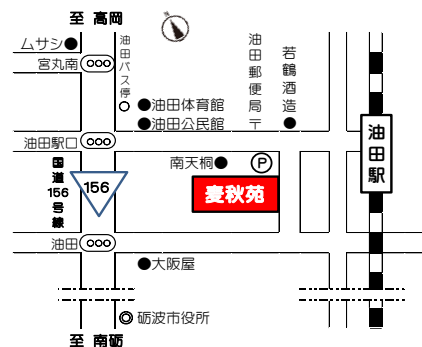 至 高岡
ムサシ
宮丸南
油田バス停
油田郵便局
〒
若鶴酒造
油田体育館
油田公民館
油田駅口
油田駅
国道156号線
156
南天桐
P
麦秋苑
油田
大阪屋
砺波市役所
至 南砺